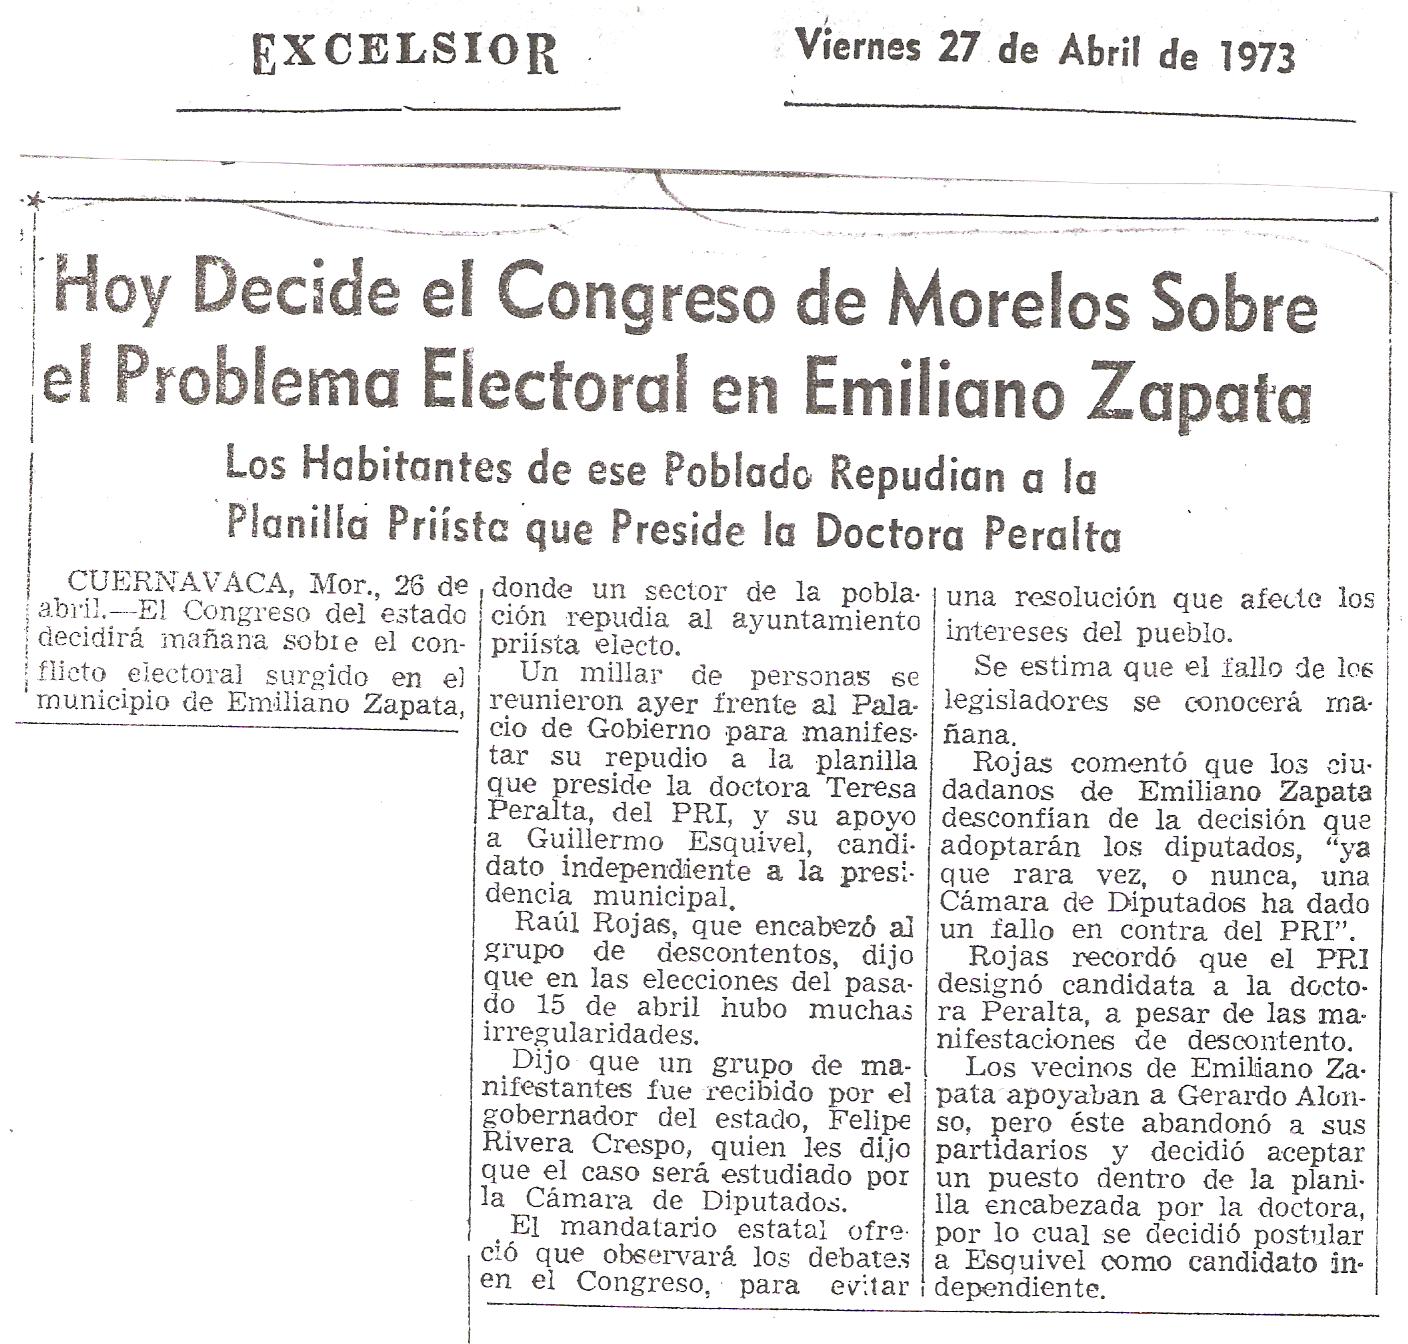 EXCELSIOR
Viernes 27 de Abril de 1973
Hoy Decide el Congreso de Morelos Sobre
el Problema Electoral en Emiliano Zapata
Los Habitantes de ese Poblado Repudian a la
Planilla Priísta que Preside la Doctora Peralta
CUERNAVACA, Mor., 26 de
abril.—El Congreso del estado
decidirá mañana sobre el con-
flicto electoral surgido en el
municipio de Emiliano Zapata,
donde un sector de la pobla-
ción repudia al ayuntamiento
priísta electo.
Un millar de personas se
reunieron ayer frente al Pala-
cio de Gobierno para manifes-
tar su repudio a la planilla
que preside la doctora Teresa
Peralta, del PRI, y su apoyo
a Guillermo Esquivel, candi-
dato independiente a la presi-
dencia municipal.
Raúl Rojas, que encabezó al
grupo de descontentos, dijo
que en las elecciones del pasa-
do 15 de abril hubo muchas
irregularidades.
Dijo que un grupo de ma-
nifestantes fue recibido por el
gobernador del estado, Felipe
Rivera Crespo, quien les dijo
que el caso será estudiado por
la Cámara de Diputados.
El mandatario estatal ofre-
ció que observará los debates
en el Congreso, para evitar
una resolución que afecte los
intereses del pueblo.
Se estima que el fallo de los
legisladores se conocerá ma-
ñana.
Rojas comentó que los ciu-
dadanos de Emiliano Zapata
desconfían de la decisión que
adoptarán los diputados, "ya
que rara vez, o nunca, una
Cámara de Diputados ha dado
un fallo en contra del PRI".
Rojas recordó que el PRI
designó candidata a la docto-
ra Peralta, a pesar de las ma-
nifestaciones de descontento.
Los vecinos de Emiliano Za-
pata apoyaban a Gerardo Alon-
so, pero éste abandonó a sus
partidarios y decidió aceptar
un puesto dentro de la plani-
lla encabezada por la doctora,
por lo cual se decidió postular
a Esquivel como candidato in-
dependiente.